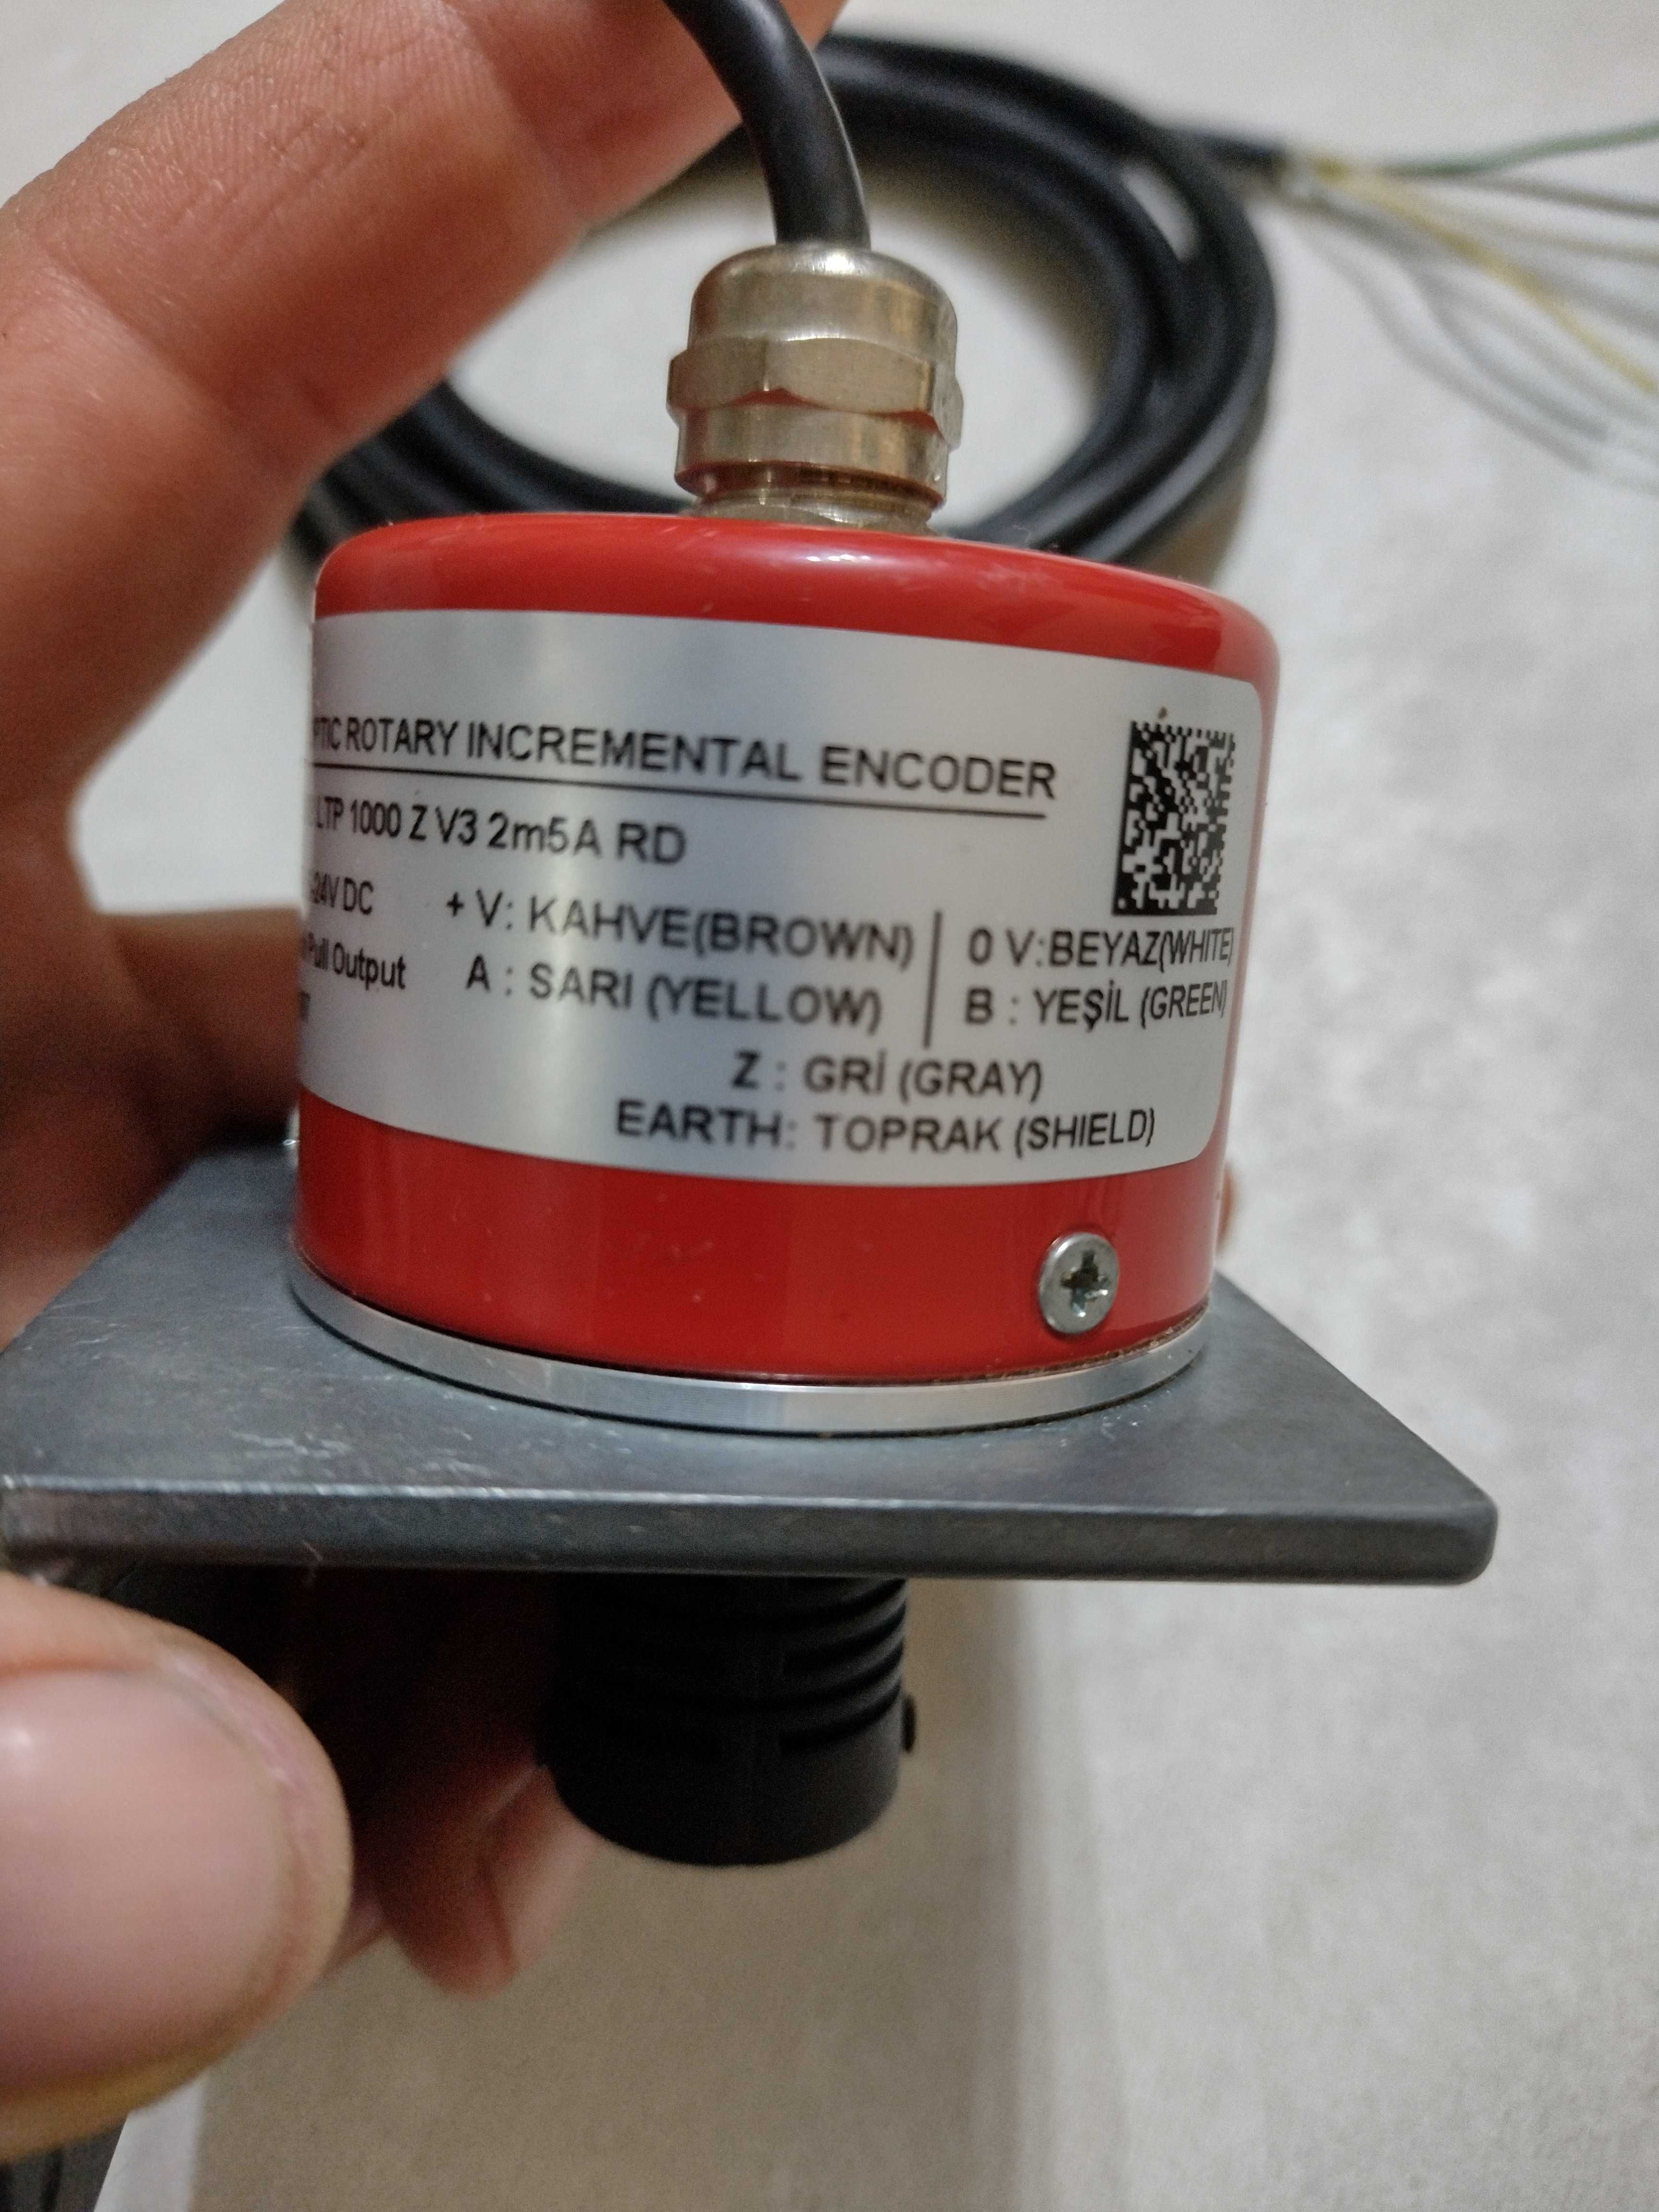 ROTARY INCREMENTAL ENCODER
LTP 1000 Z V3 2m5A RD
24V DC
+ V: KAHVE(BROWN)
0 V:BEYAZ(WHITE)
Pull Output
A : SARI (YELLOW)
B : YEŞİL (GREEN)
Z : GRİ (GRAY)
EARTH: TOPRAK (SHIELD)